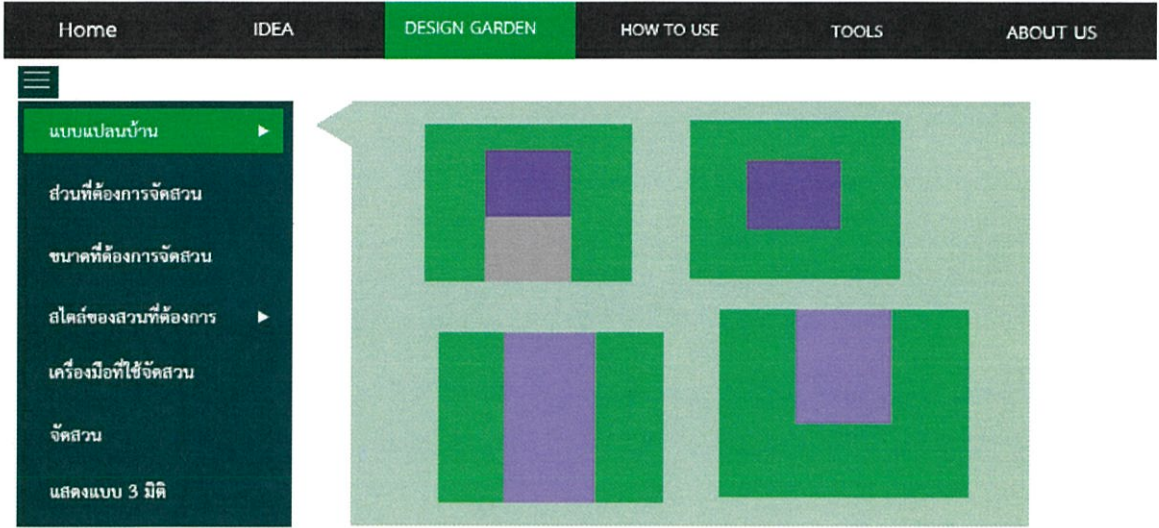 Home IDEA DESIGN GARDEN HOW TO USE TOOLS ABOUT US
แบบแปลนบ้าน
ส่วนที่ต้องการจัดสวน
ขนาดที่ต้องการจัดสวน
สไตล์ของสวนที่ต้องการ
เครื่องมือที่ใช้จัดสวน
จัดสวน
แสดงแบบ 3 มิติ